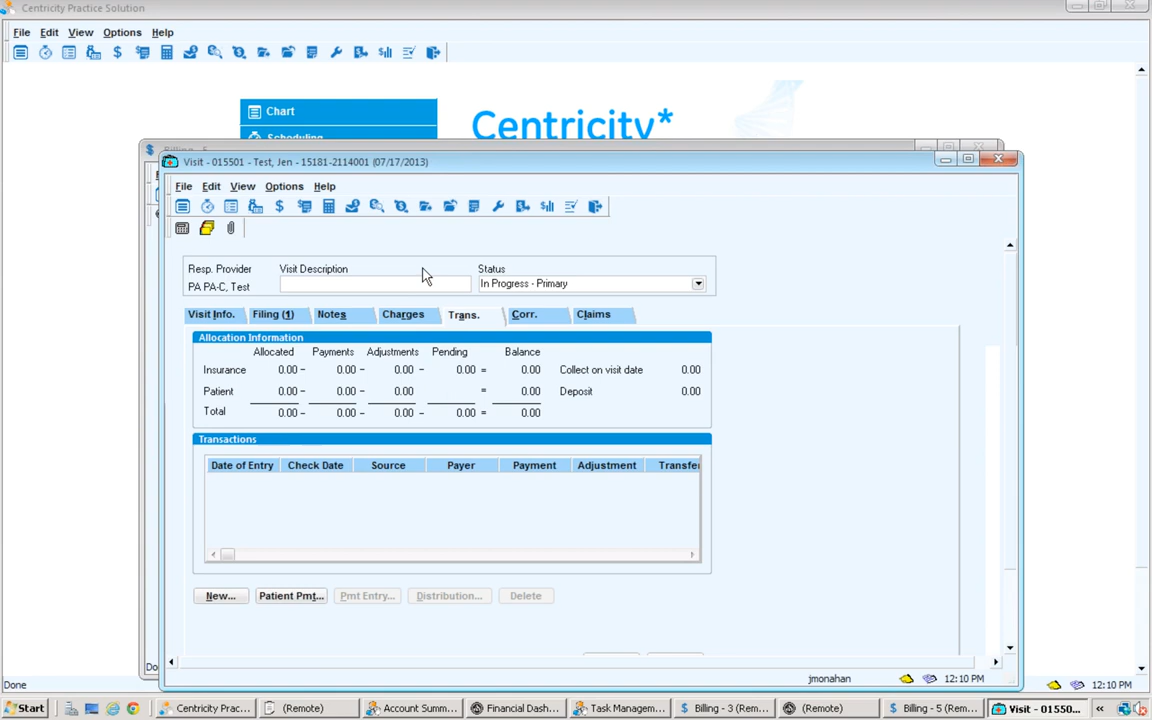 Centricity Practice Solution
File Edit View Options Help
Chart
Scheduling
Centricity*
Visit - 015501 - Test, Jen - 15181-2114001 (07/17/2013)
File Edit View Options Help
Resp. Provider Visit Description Status
PA PA-C, Test In Progress - Primary
Visit Info. Filing (1) Notes Charges Trans. Corr. Claims
Allocation Information
Allocated Payments Adjustments Pending Balance
Insurance 0.00 - 0.00 - 0.00 - 0.00 = 0.00 Collect on visit date 0.00
Patient 0.00 - 0.00 - 0.00 = 0.00 Deposit 0.00
Total 0.00 - 0.00 - 0.00 - 0.00 = 0.00
Transactions
Date of Entry Check Date Source Payer Payment Adjustment Transfer
New... Patient Pmt... Pmt Entry... Distribution... Delete
jmonahan 12:10 PM
Do
Done 12:10 PM
Start Centricity Prac... (Remote) Account Summ... Financial Dash... Task Managem... Billing - 3 (Rem... (Remote) Billing - 5 (Rem... Visit - 01550... « 12:10 PM